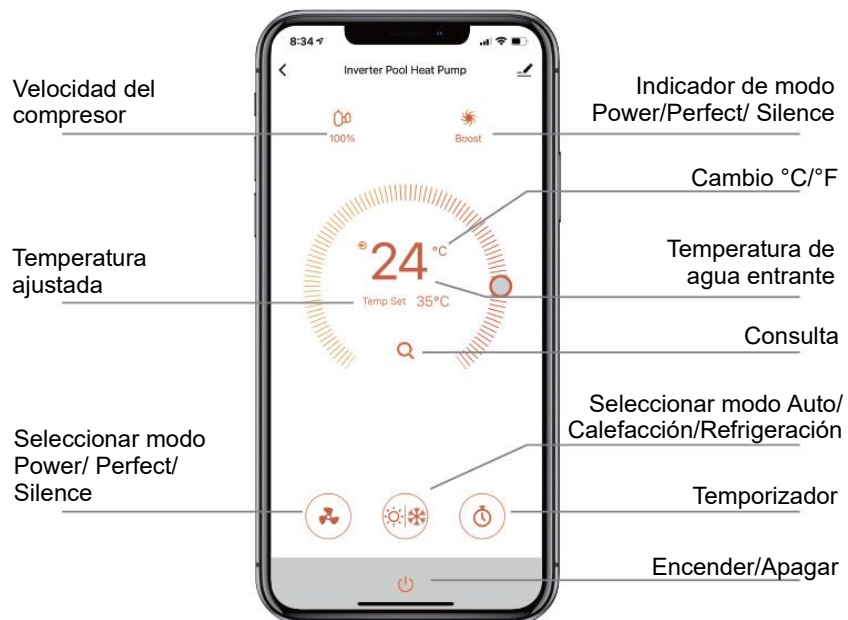 8:34
Inverter Pool Heat Pump
Velocidad del
compresor
100%
Boost
Indicador de modo
Power/Perfect/ Silence
Cambio °C/°F
24 °C
Temperatura
ajustada
Temp Set 35°C
Temperatura de
agua entrante
Consulta
Seleccionar modo Auto/
Calefacción/Refrigeración
Seleccionar modo
Power/ Perfect/
Silence
Temporizador
Encender/Apagar